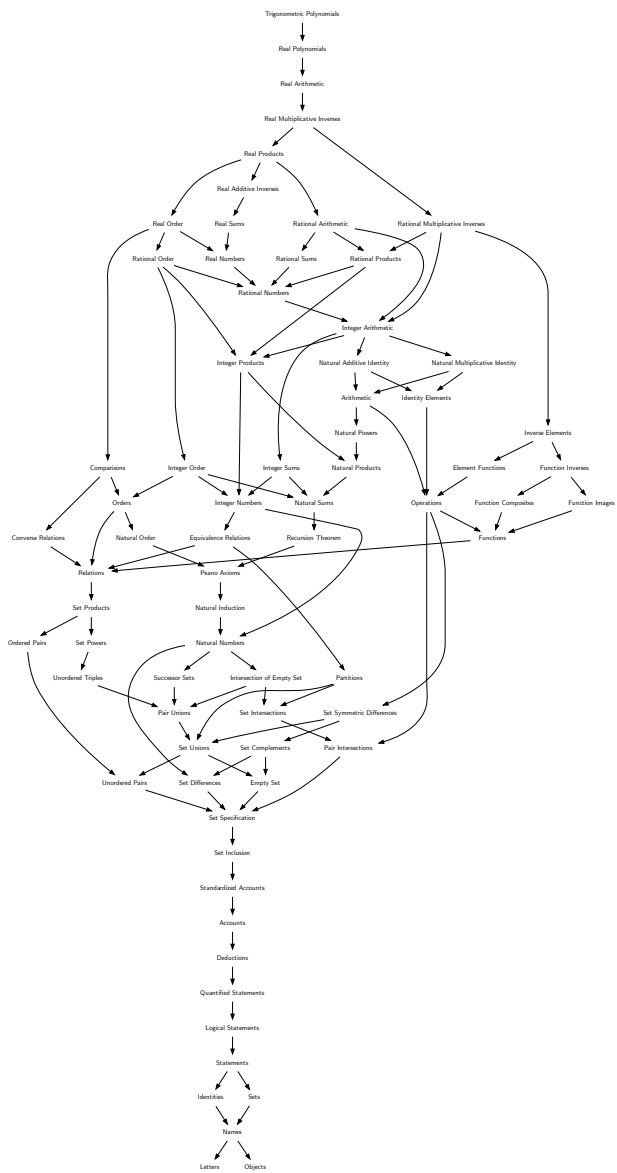 Trigonometric Polynomials
Real Polynomials
Real Arithmetic
Real Multiplicative Inverses
Real Products
Real Additive Inverses
Real Order
Real Sums
Rational Arithmetic
Rational Multiplicative Inverses
Rational Order
Real Numbers
Rational Sums
Rational Products
Rational Numbers
Integer Arithmetic
Integer Products
Natural Additive Identity
Natural Multiplicative Identity
Arithmetic
Identity Elements
Natural Powers
Inverse Elements
Comparisons
Integer Order
Integer Sums
Natural Products
Element Functions
Function Inverses
Orders
Integer Numbers
Natural Sums
Operations
Function Composites
Function Images
Converse Relations
Natural Order
Equivalence Relations
Recursion Theorem
Functions
Relations
Peano Axioms
Set Products
Natural Induction
Ordered Pairs
Set Powers
Natural Numbers
Unordered Triples
Successor Sets
Intersection of Empty Set
Partitions
Pair Unions
Set Intersections
Set Symmetric Differences
Set Unions
Set Complements
Pair Intersections
Unordered Pairs
Set Differences
Empty Set
Set Specification
Set Inclusion
Standardized Accounts
Accounts
Deductions
Quantified Statements
Logical Statements
Statements
Identities
Sets
Names
Letters
Objects